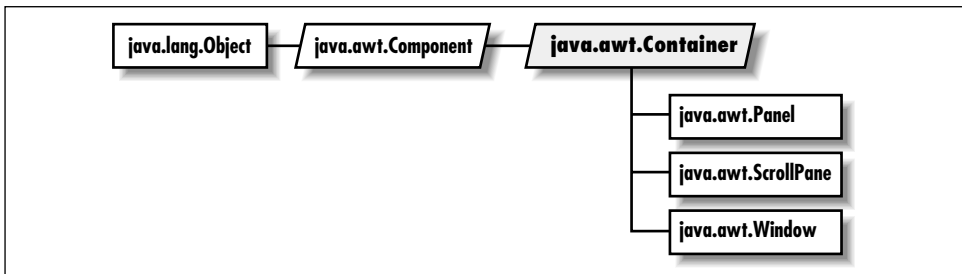 java.lang.Object
java.awt.Component
java.awt.Container
java.awt.Panel
java.awt.ScrollPane
java.awt.Window